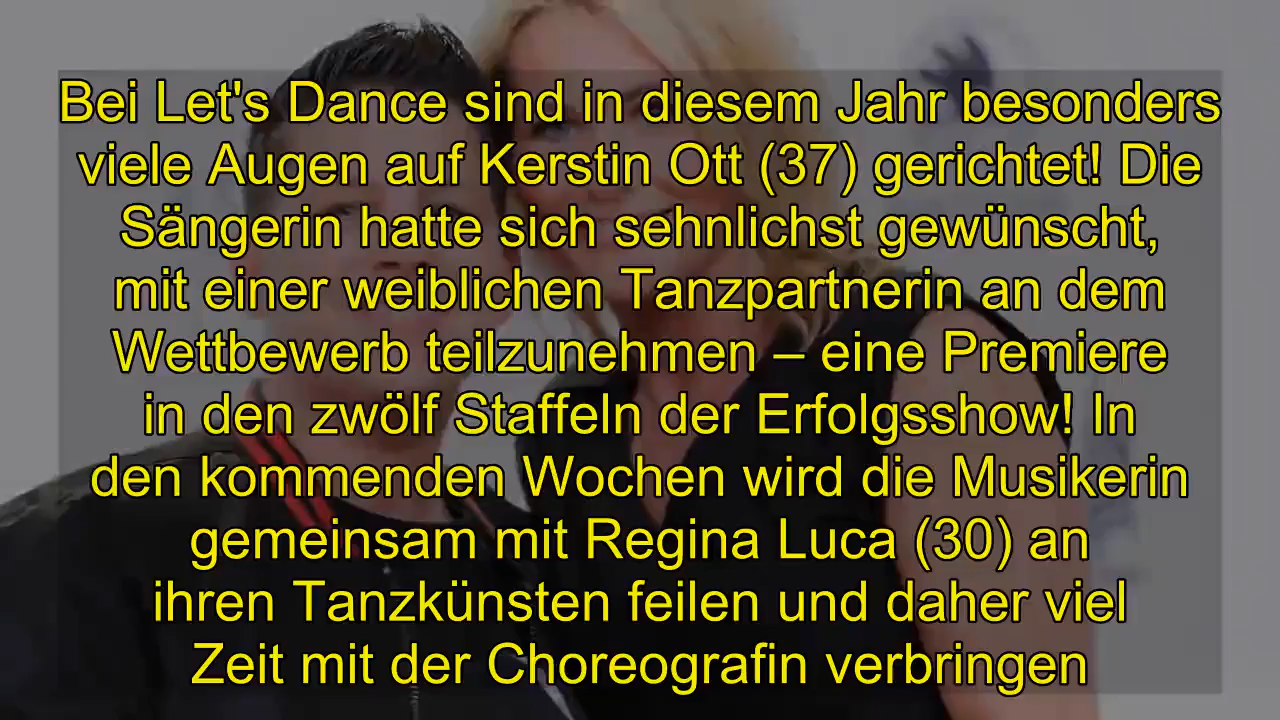 Bei Let's Dance sind in diesem Jahr besonders
viele Augen auf Kerstin Ott (37) gerichtet! Die
Sängerin hatte sich sehnlichst gewünscht,
mit einer weiblichen Tanzpartnerin an dem
Wettbewerb teilzunehmen – eine Premiere
in den zwölf Staffeln der Erfolgsshow! In
den kommenden Wochen wird die Musikerin
gemeinsam mit Regina Luca (30) an
ihren Tanzkünsten feilen und daher viel
Zeit mit der Choreografin verbringen